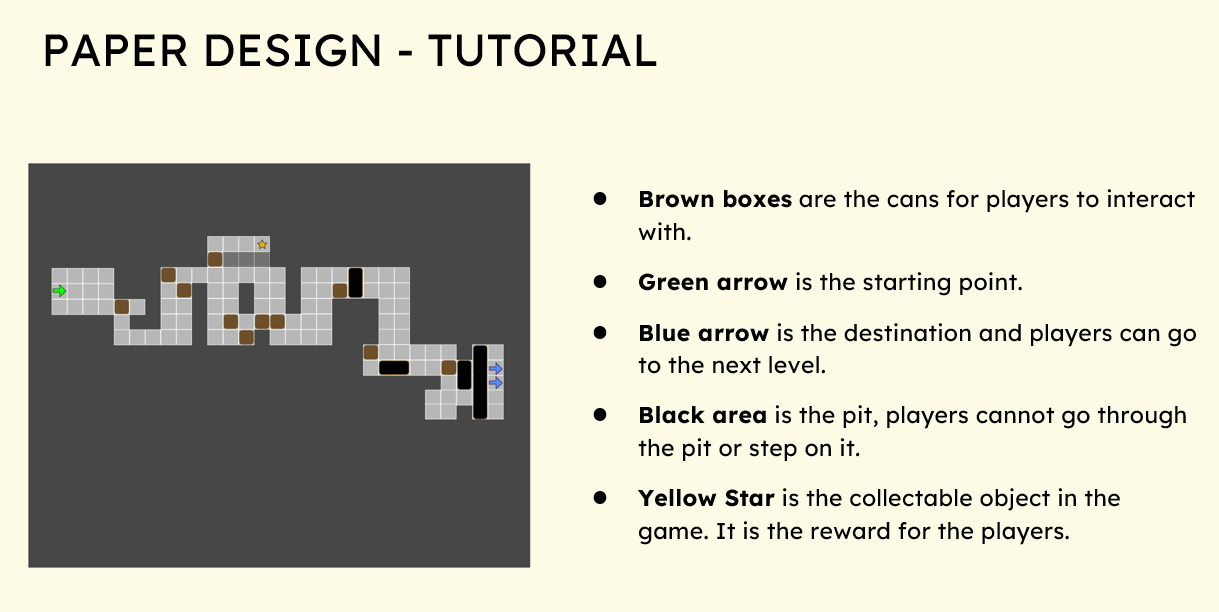 PAPER DESIGN - TUTORIAL
● Brown boxes are the cans for players to interact
with.
● Green arrow is the starting point.
● Blue arrow is the destination and players can go
to the next level.
● Black area is the pit, players cannot go through
the pit or step on it.
● Yellow Star is the collectable object in the
game. It is the reward for the players.